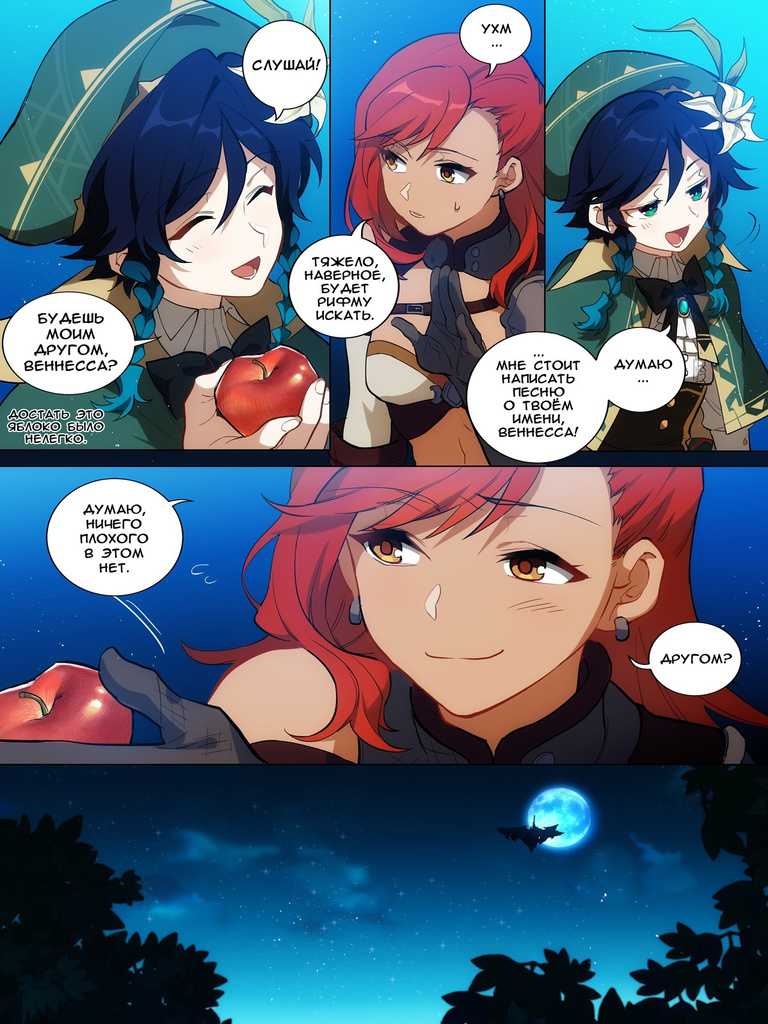 СЛУШАЙ!
БУДЕШЬ
МОИМ
ДРУГОМ,
ВЕННЕССА?
ДОСТАТЬ ЭТО
ЯБЛОКО БЫЛО
НЕЛЕГКО.
УХМ
...
ТЯЖЕЛО,
НАВЕРНОЕ,
БУДЕТ
РИФМУ
ИСКАТЬ.
ДУМАЮ
...
...
МНЕ СТОИТ
НАПИСАТЬ
ПЕСНЮ
О ТВОЁМ
ИМЕНИ,
ВЕННЕССА!
ДУМАЮ,
НИЧЕГО
ПЛОХОГО
В ЭТОМ
НЕТ.
ДРУГОМ?